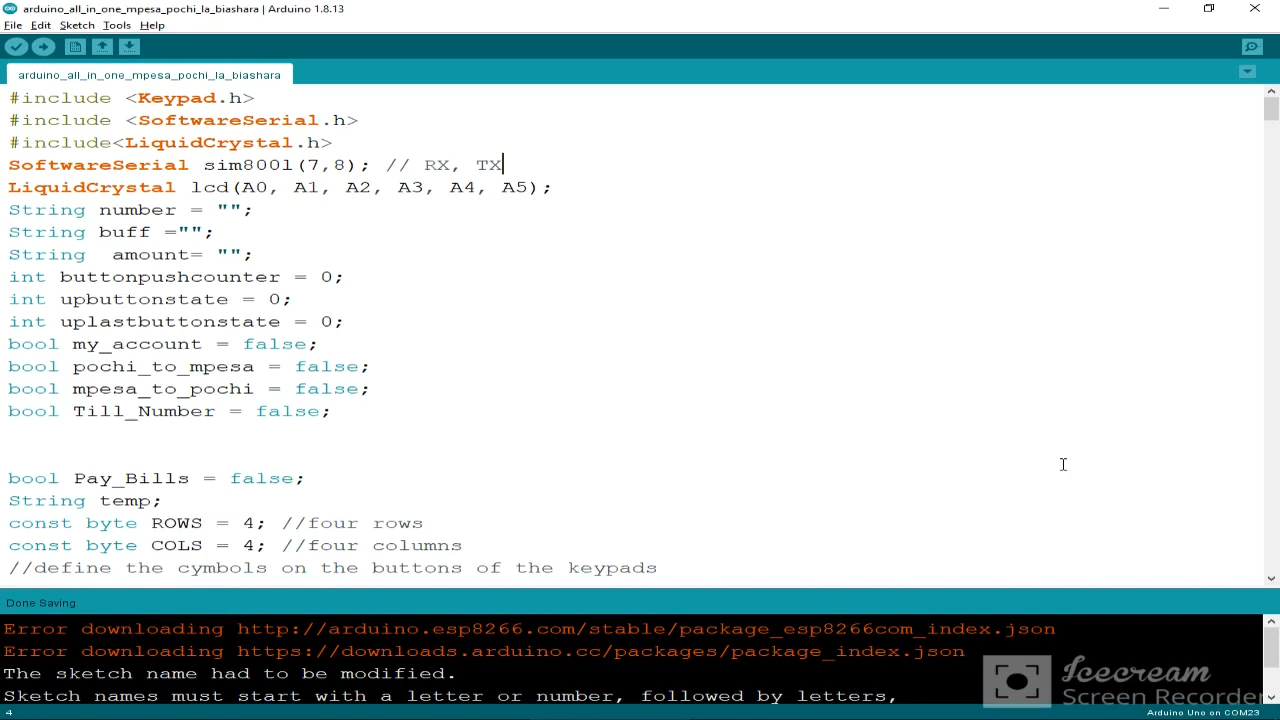 arduino_all_in_one_mpesa_pochi_la_biashara | Arduino 1.8.13
File Edit Sketch Tools Help
arduino_all_in_one_mpesa_pochi_la_biashara
#include <Keypad.h>
#include <SoftwareSerial.h>
#include<LiquidCrystal.h>
SoftwareSerial sim800l(7,8); // RX, TX
LiquidCrystal lcd(A0, A1, A2, A3, A4, A5);
String number = "";
String buff ="";
String  amount= "";
int buttonpushcounter = 0;
int upbuttonstate = 0;
int uplastbuttonstate = 0;
bool my_account = false;
bool pochi_to_mpesa = false;
bool mpesa_to_pochi = false;
bool Till_Number = false;
bool Pay_Bills = false;
String temp;
const byte ROWS = 4; //four rows
const byte COLS = 4; //four columns
//define the cymbols on the buttons of the keypads
Done Saving.
Error downloading http://arduino.esp8266.com/stable/package_esp8266com_index.json
Error downloading https://downloads.arduino.cc/packages/package_index.json
The sketch name had to be modified.
Sketch names must start with a letter or number, followed by letters,
Icecream
Screen Recorder
4
Arduino Uno on COM23